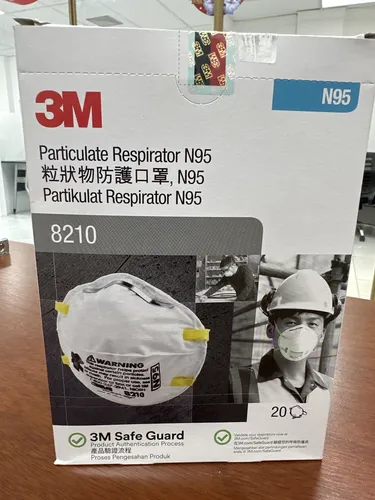 3M
N95
Particulate Respirator N95
粒狀物防護口罩, N95
Partikulat Respirator N95
8210
WARNING
N95
8210
20
3M Safe Guard
Product Authentication Process
產品驗證流程
Proses Pengesahan Produk